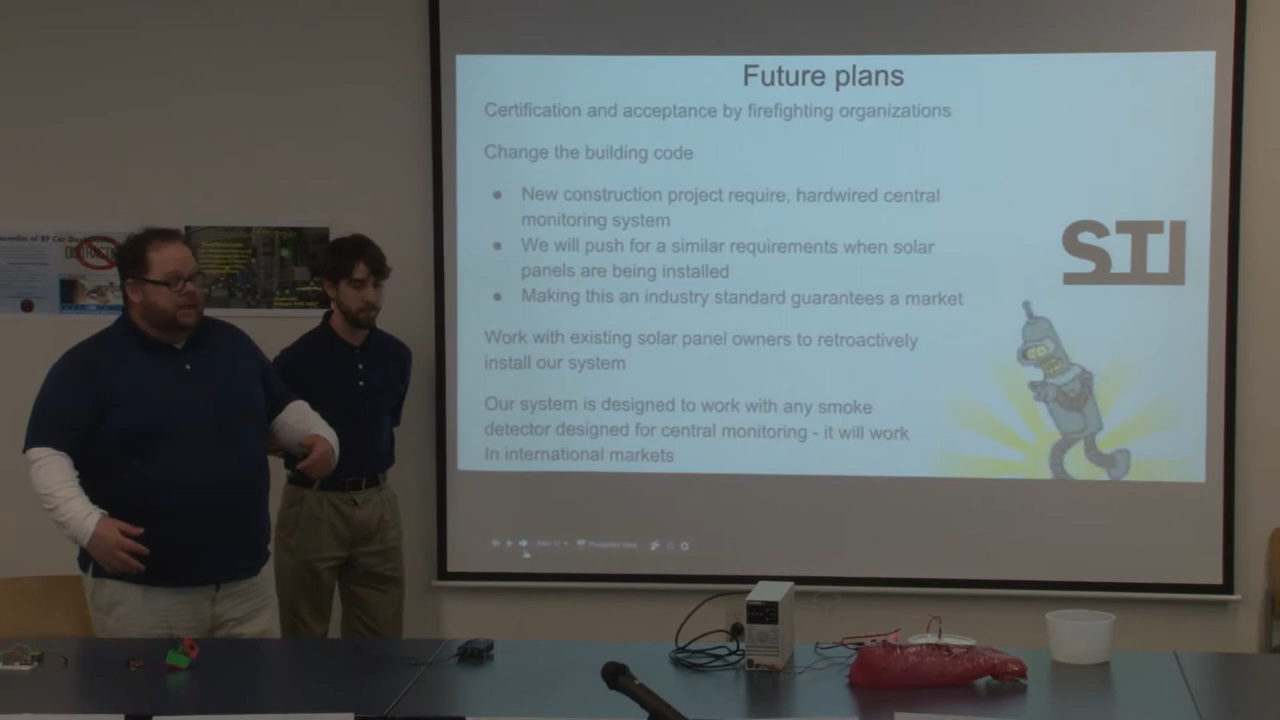 Future plans
Certification and acceptance by firefighting organizations
Change the building code
New construction project require, hardwired central
monitoring system
We will push for a similar requirements when solar
panels are being installed
Making this an industry standard guarantees a market
Work with existing solar panel owners to retroactively
install our system
Our system is designed to work with any smoke
detector designed for central monitoring - it will work
In international markets
STI